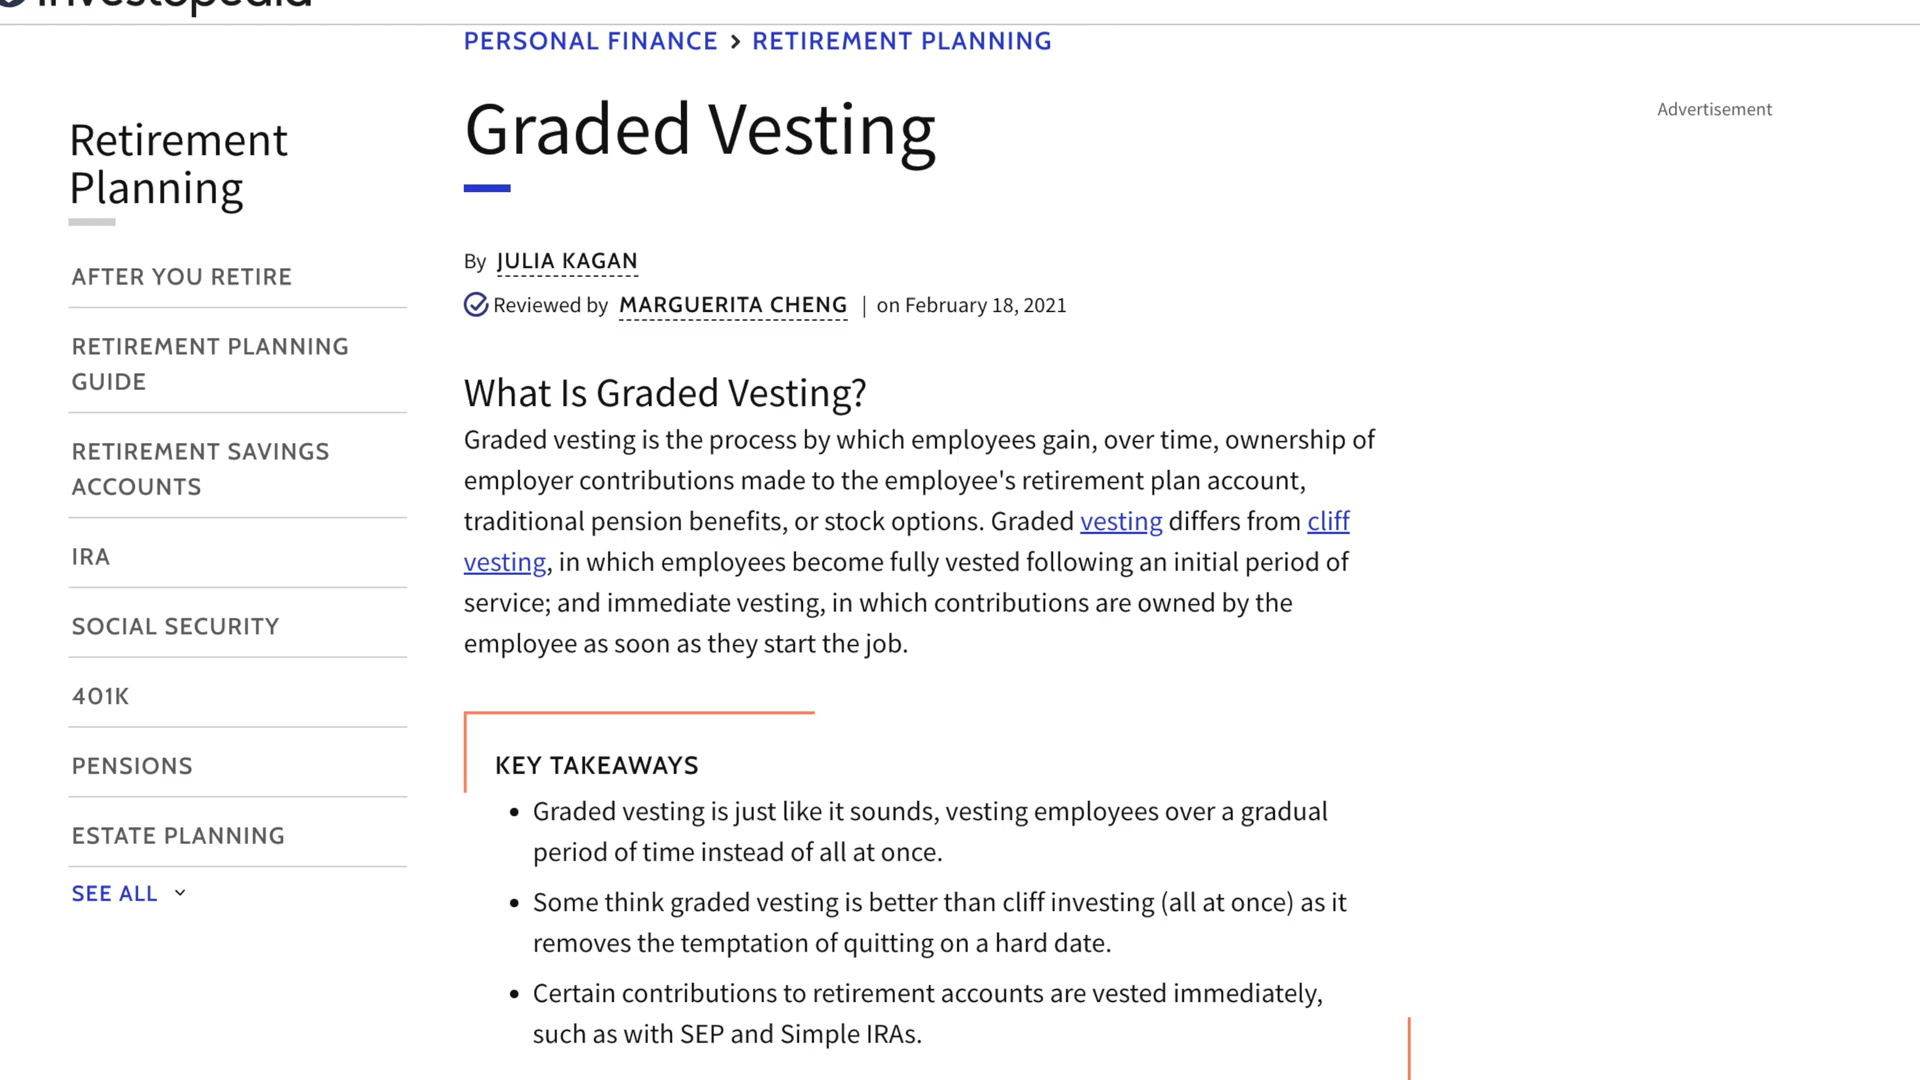 Investopedia
PERSONAL FINANCE > RETIREMENT PLANNING
Advertisement
Retirement
Planning
AFTER YOU RETIRE
RETIREMENT PLANNING
GUIDE
RETIREMENT SAVINGS
ACCOUNTS
IRA
SOCIAL SECURITY
401K
PENSIONS
ESTATE PLANNING
SEE ALL
Graded Vesting
By JULIA KAGAN
Reviewed by MARGUERITA CHENG | on February 18, 2021
What Is Graded Vesting?
Graded vesting is the process by which employees gain, over time, ownership of
employer contributions made to the employee's retirement plan account,
traditional pension benefits, or stock options. Graded vesting differs from cliff
vesting, in which employees become fully vested following an initial period of
service; and immediate vesting, in which contributions are owned by the
employee as soon as they start the job.
KEY TAKEAWAYS
• Graded vesting is just like it sounds, vesting employees over a gradual
period of time instead of all at once.
• Some think graded vesting is better than cliff investing (all at once) as it
removes the temptation of quitting on a hard date.
• Certain contributions to retirement accounts are vested immediately,
such as with SEP and Simple IRAs.